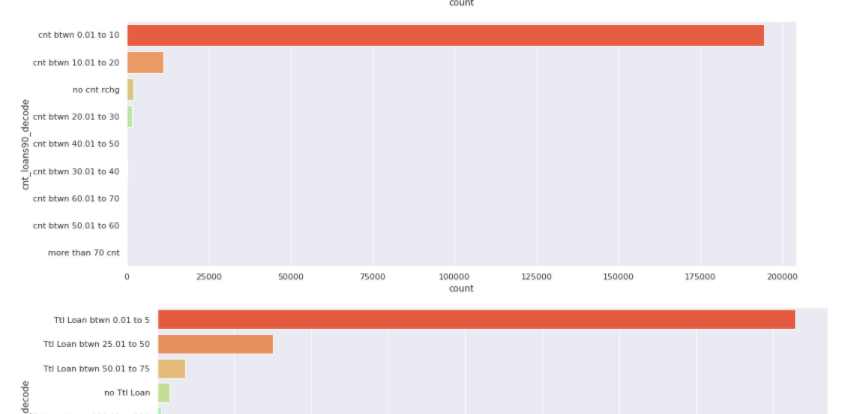 count
cnt btwn 0.01 to 10
cnt btwn 10.01 to 20
no cnt rchg
cnt btwn 20.01 to 30
cnt btwn 40.01 to 50
cnt btwn 30.01 to 40
cnt btwn 60.01 to 70
cnt btwn 50.01 to 60
more than 70 cnt
cnt_loans90_decode
0 25000 50000 75000 100000 125000 150000 175000 200000
count
Ttl Loan btwn 0.01 to 5
Ttl Loan btwn 25.01 to 50
Ttl Loan btwn 50.01 to 75
no Ttl Loan
decode